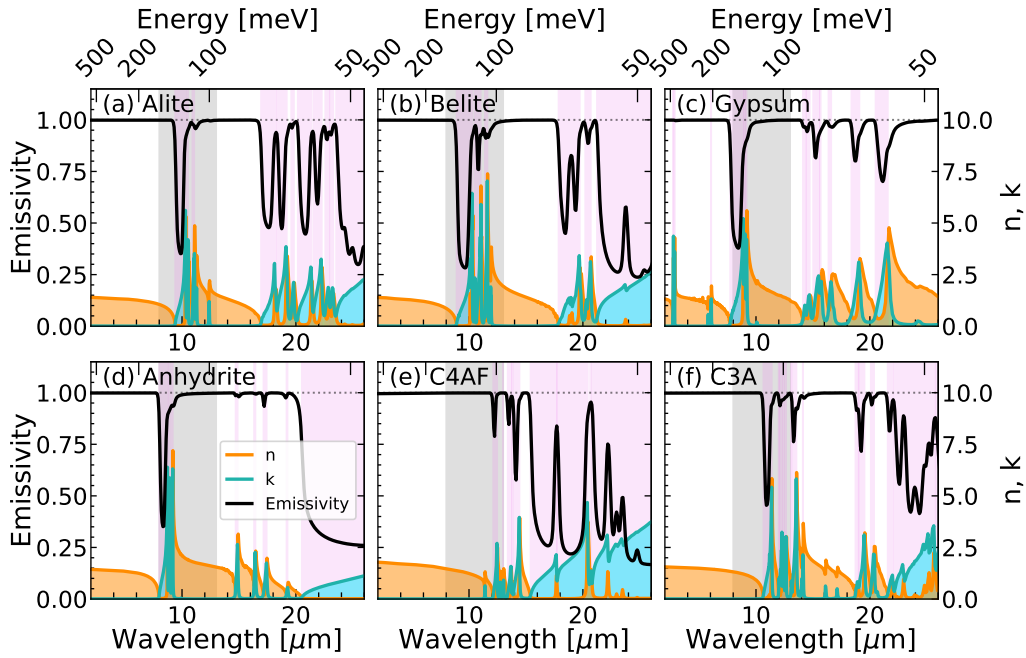 Energy [meV] Energy [meV] Energy [meV]
500 200 100 50 500 200 100 50 500 200 100 50
(a) Alite (b) Belite (c) Gypsum
1.00 10.0
0.75 7.5
0.50 5.0
0.25 2.5
0.00 0.0
Emissivity n, k
10 20 10 20 10 20
(d) Anhydrite (e) C4AF (f) C3A
1.00 10.0
0.75 7.5
0.50 5.0
0.25 2.5
0.00 0.0
Emissivity n, k
n
k
Emissivity
10 20 10 20 10 20
Wavelength [μm] Wavelength [μm] Wavelength [μm]